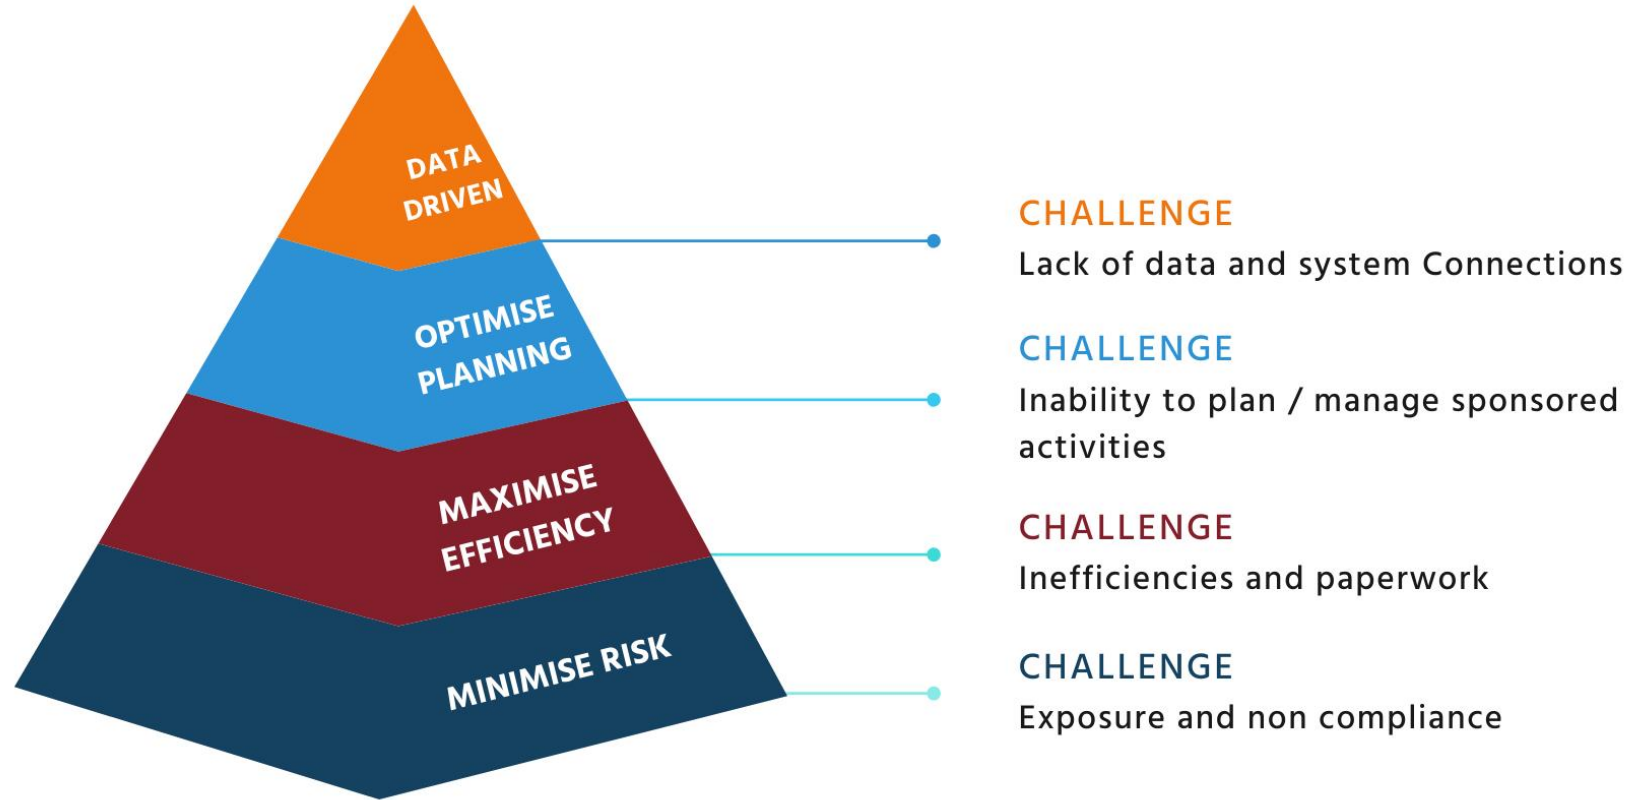 DATA
DRIVEN
OPTIMISE
PLANNING
MAXIMISE
EFFICIENCY
MINIMISE RISK
CHALLENGE
Lack of data and system Connections
CHALLENGE
Inability to plan / manage sponsored
activities
CHALLENGE
Inefficiencies and paperwork
CHALLENGE
Exposure and non compliance